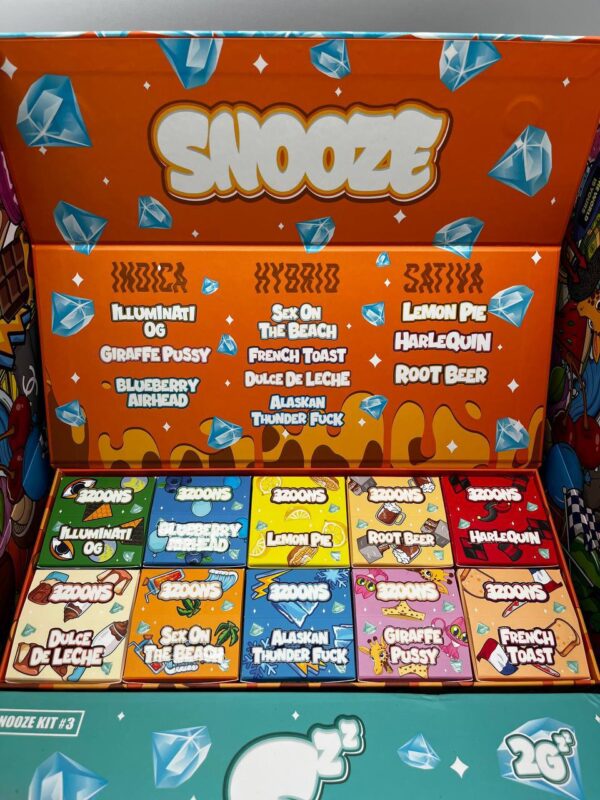 SNOOZE
INDICA
ILLUMINATI
OG
GIRAFFE PUSSY
BLUEBERRY
AIRHEAD
HYBRID
SEX ON
THE BEACH
FRENCH TOAST
DULCE DE LECHE
ALASKAN
THUNDER FUCK
SATIVA
LEMON PIE
HARLEQUIN
ROOT BEER
3ZOONS
ILLUMINATI
OG
3ZOONS
BLUEBERRY
AIRHEAD
3ZOONS
LEMON PIE
3ZOONS
ROOT BEER
3ZOONS
HARLEQUIN
3ZOONS
DULCE
DE LECHE
3ZOONS
SEX ON
THE BEACH
3ZOONS
ALASKAN
THUNDER FUCK
3ZOONS
GIRAFFE
PUSSY
3ZOONS
FRENCH
TOAST
NOOZE KIT #3
ZZ
2G